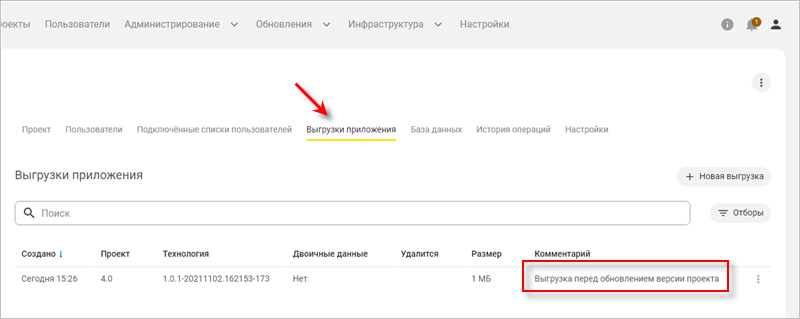 роекты Пользователи Администрирование Обновления Инфраструктура Настройки 1
Проект Пользователи Подключённые списки пользователей Выгрузки приложения База данных История операций Настройки
Выгрузки приложения + Новая выгрузка
Поиск Отборы
Создано ↓ Проект Технология Двоичные данные Удалится Размер Комментарий
Сегодня 15:26 4.0 1.0.1-20211102.162153-173 Нет 1 МБ Выгрузка перед обновлением версии проекта